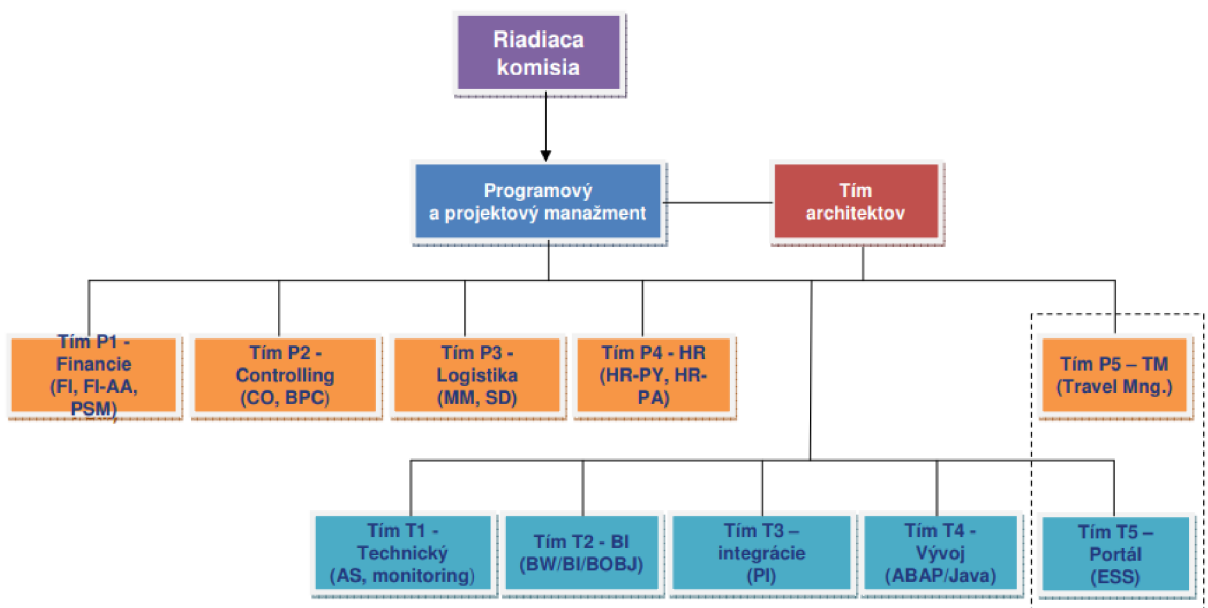 Riadiaca
komisia
Programový
a projektový manažment
Tím
architektov
Tím P1 -
Financie
(FI, FI-AA,
PSM)
Tím P2 -
Controlling
(CO, BPC)
Tím P3 -
Logistika
(MM, SD)
Tím P4 - HR
(HR-PY, HR-
PA)
Tím P5 – TM
(Travel Mng.)
Tím T1 -
Technický
(AS, monitoring)
Tím T2 - BI
(BW/BI/BOBJ)
Tím T3 –
integrácie
(PI)
Tím T4 -
Vývoj
(ABAP/Java)
Tím T5 –
Portál
(ESS)